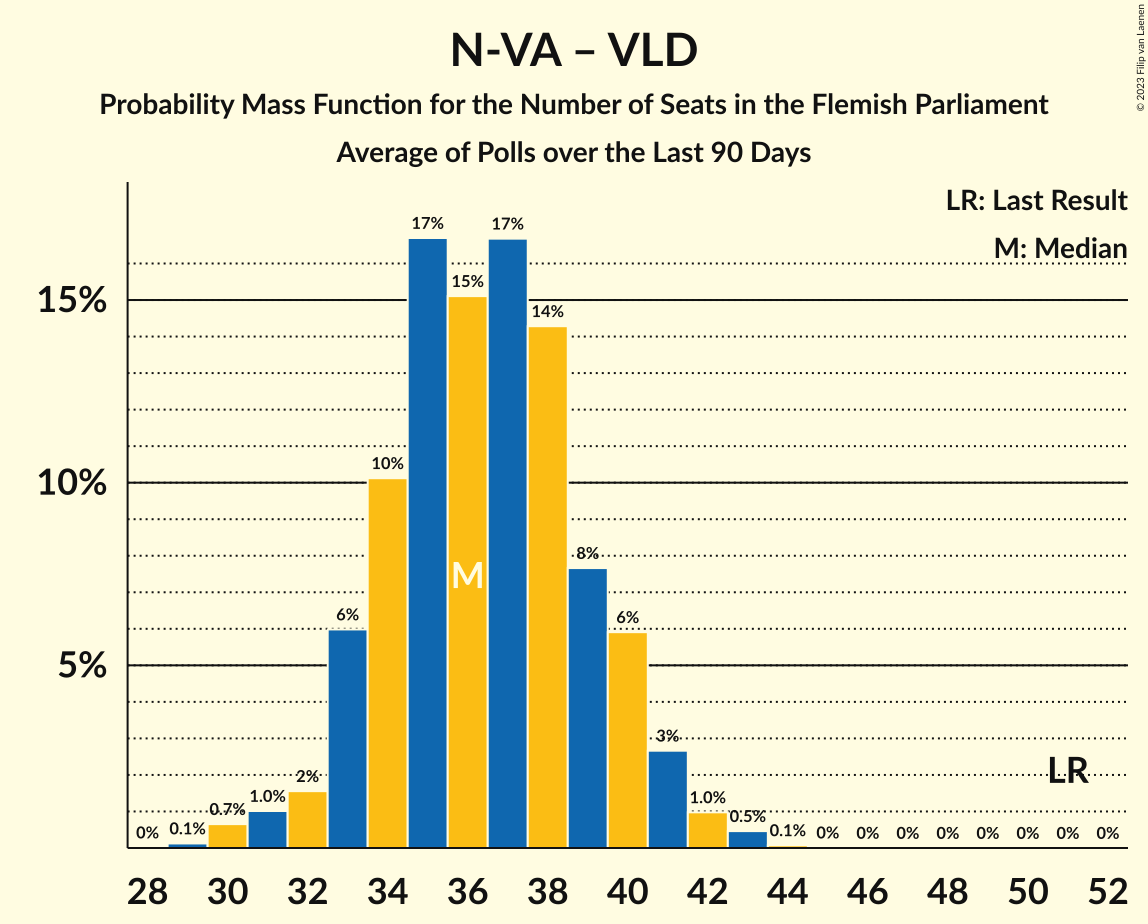 N-VA – VLD
Probability Mass Function for the Number of Seats in the Flemish Parliament
Average of Polls over the Last 90 Days
© 2023 Filip van Laenen
LR: Last Result
M: Median
15%
10%
5%
0% 0.1% 0.7% 1.0% 2% 6% 10% 17% 15% 17% 14% 8% 6% 3% 1.0% 0.5% 0.1% 0% 0% 0% 0% 0% 0% 0% 0%
M
LR
28 30 32 34 36 38 40 42 44 46 48 50 52